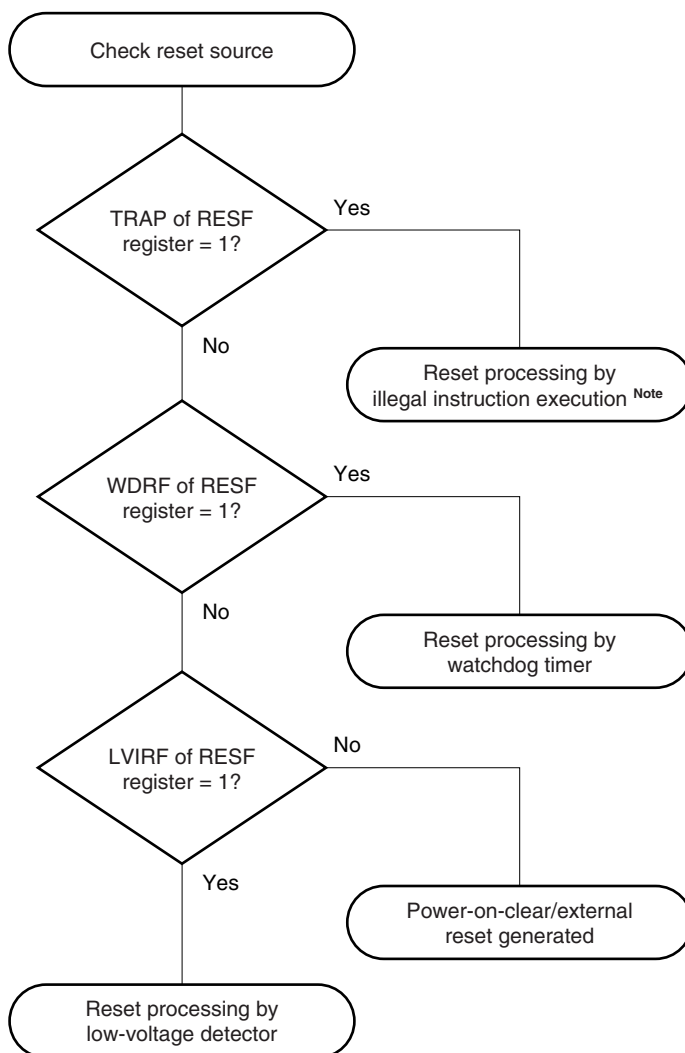 Check reset source
TRAP of RESF
register = 1?
Yes
No
Reset processing by
illegal instruction execution Note
WDRF of RESF
register = 1?
Yes
No
Reset processing by
watchdog timer
LVIRF of RESF
register = 1?
No
Yes
Power-on-clear/external
reset generated
Reset processing by
low-voltage detector